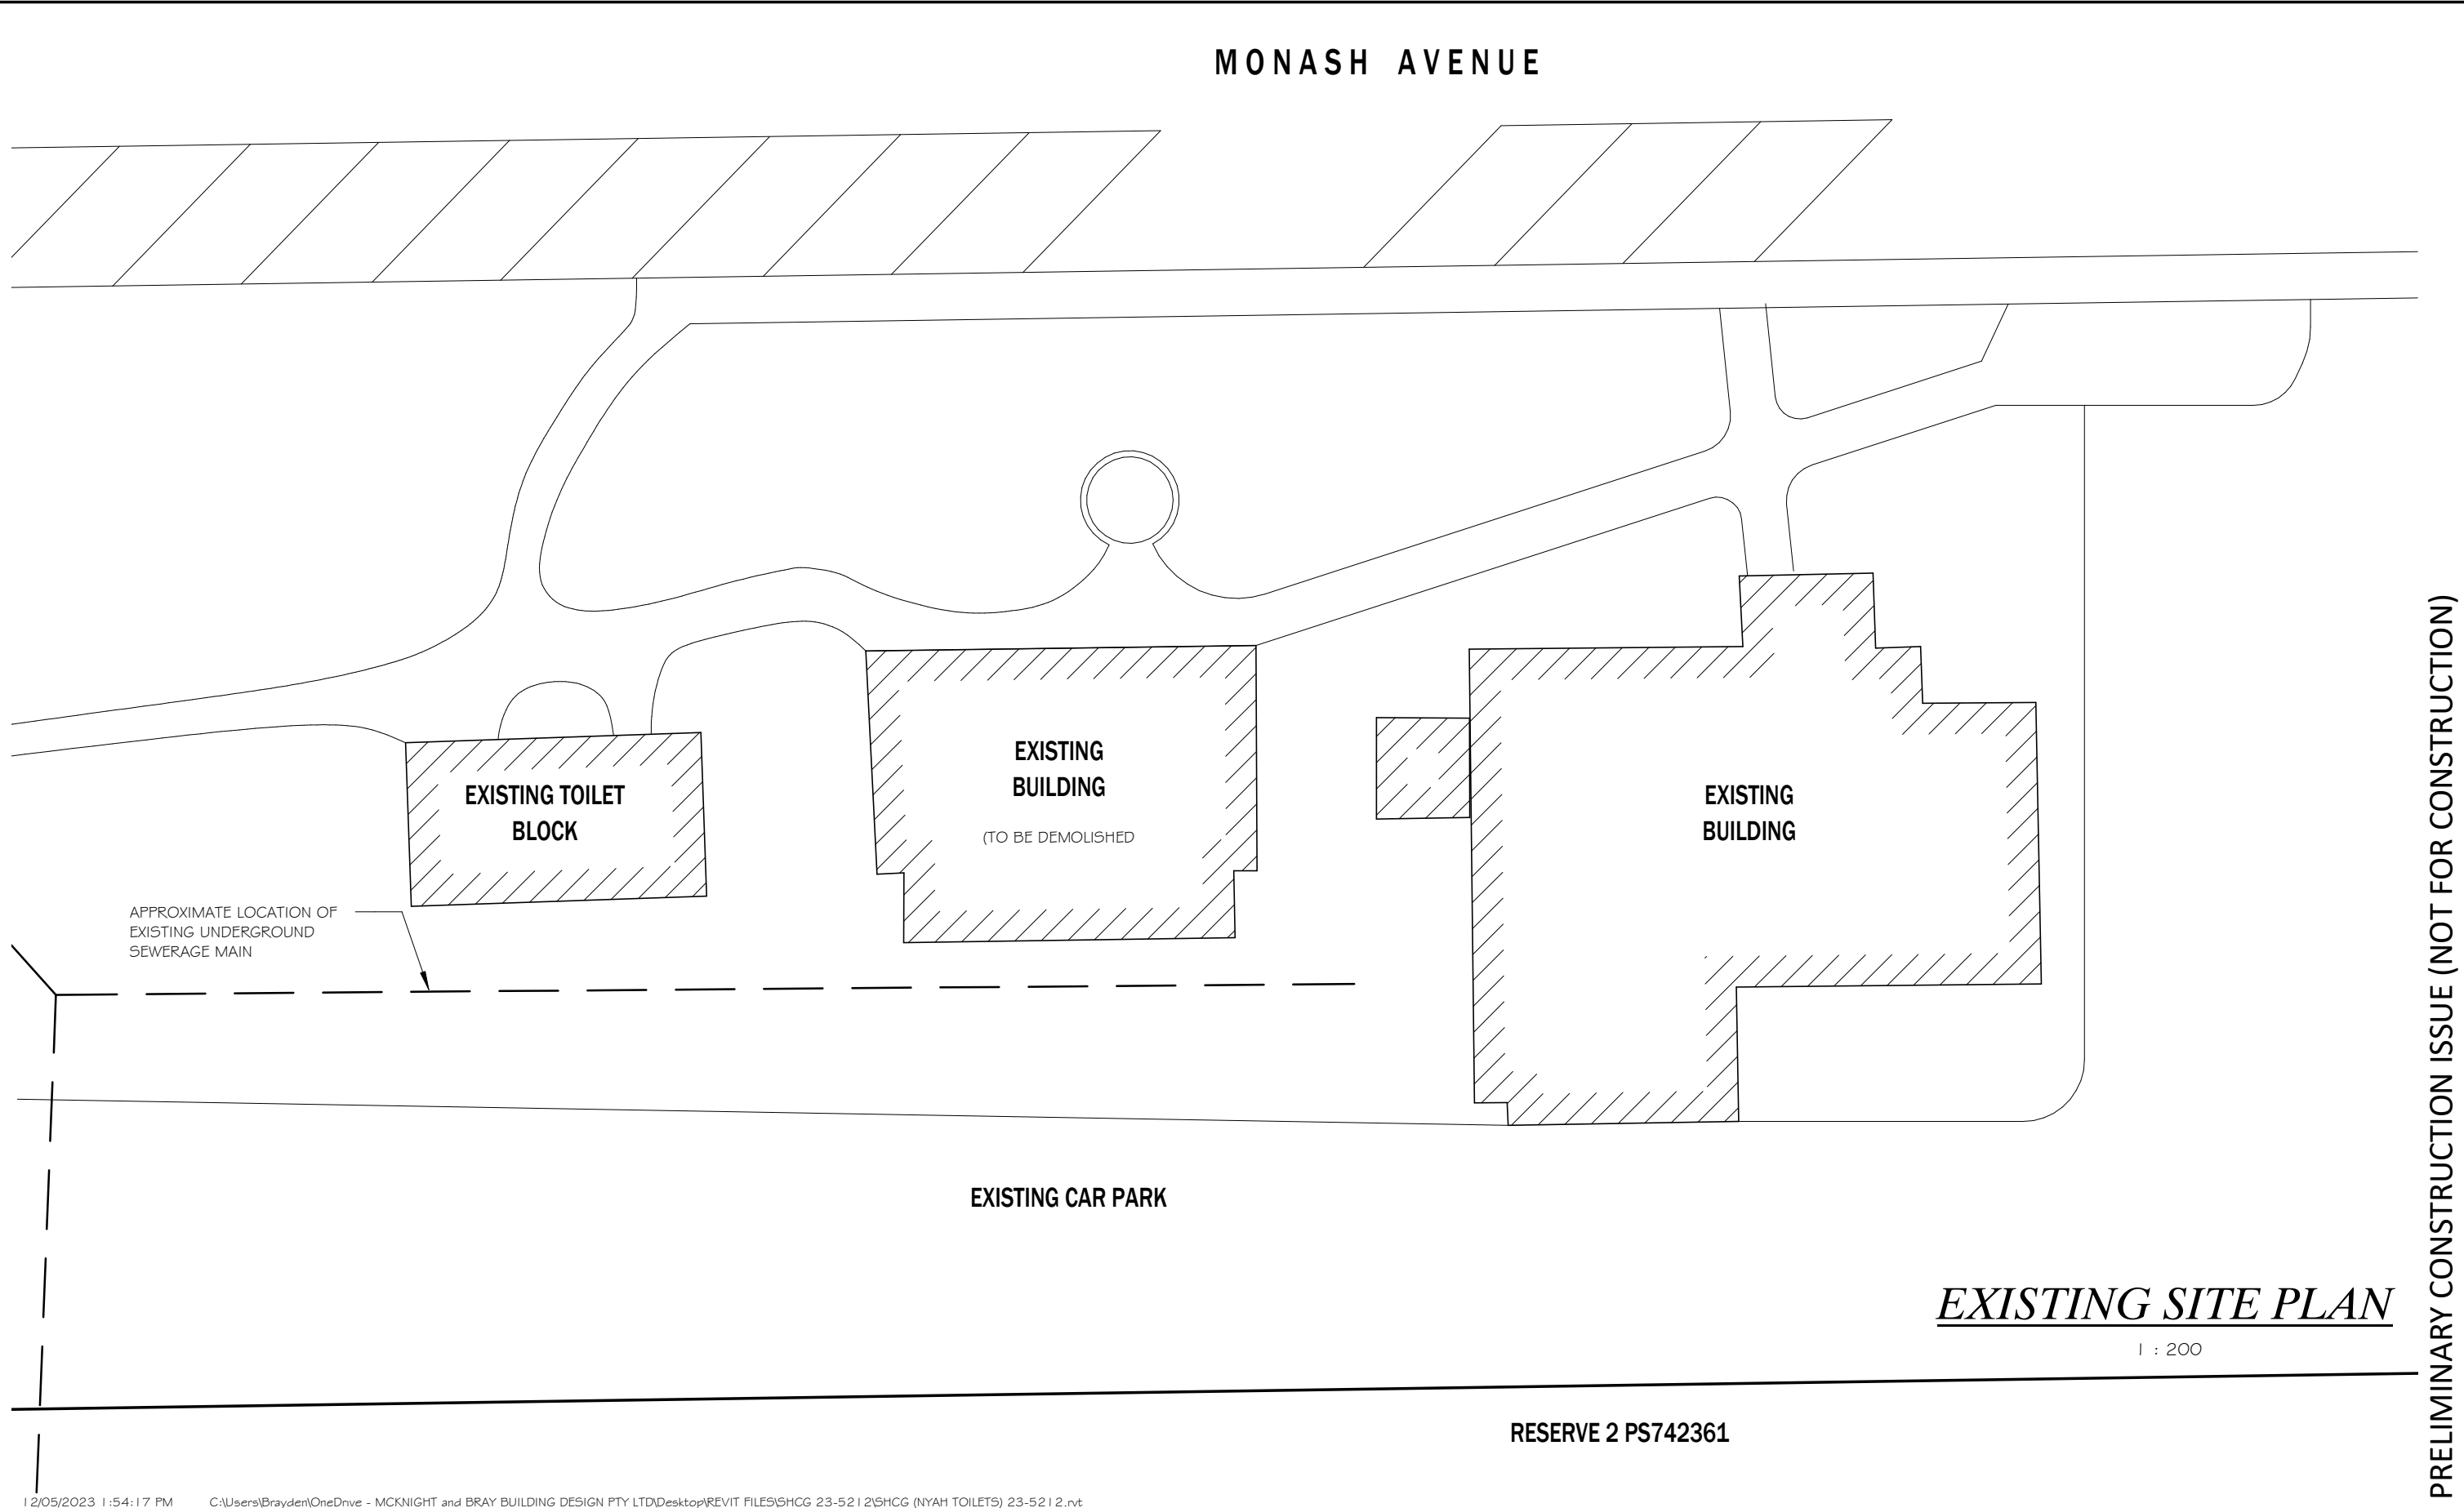 MONASH AVENUE
EXISTING TOILET
BLOCK
EXISTING
BUILDING
(TO BE DEMOLISHED
EXISTING
BUILDING
APPROXIMATE LOCATION OF
EXISTING UNDERGROUND
SEWERAGE MAIN
EXISTING CAR PARK
EXISTING SITE PLAN
1 : 200
RESERVE 2 PS742361
PRELIMINARY CONSTRUCTION ISSUE (NOT FOR CONSTRUCTION)
12/05/2023 1:54:17 PM
C:\Users\Brayden\OneDrive - MCKNIGHT and BRAY BUILDING DESIGN PTY LTD\Desktop\REVIT FILES\SHCG 23-5212\SHCG (NYAH TOILETS) 23-5212.rvt